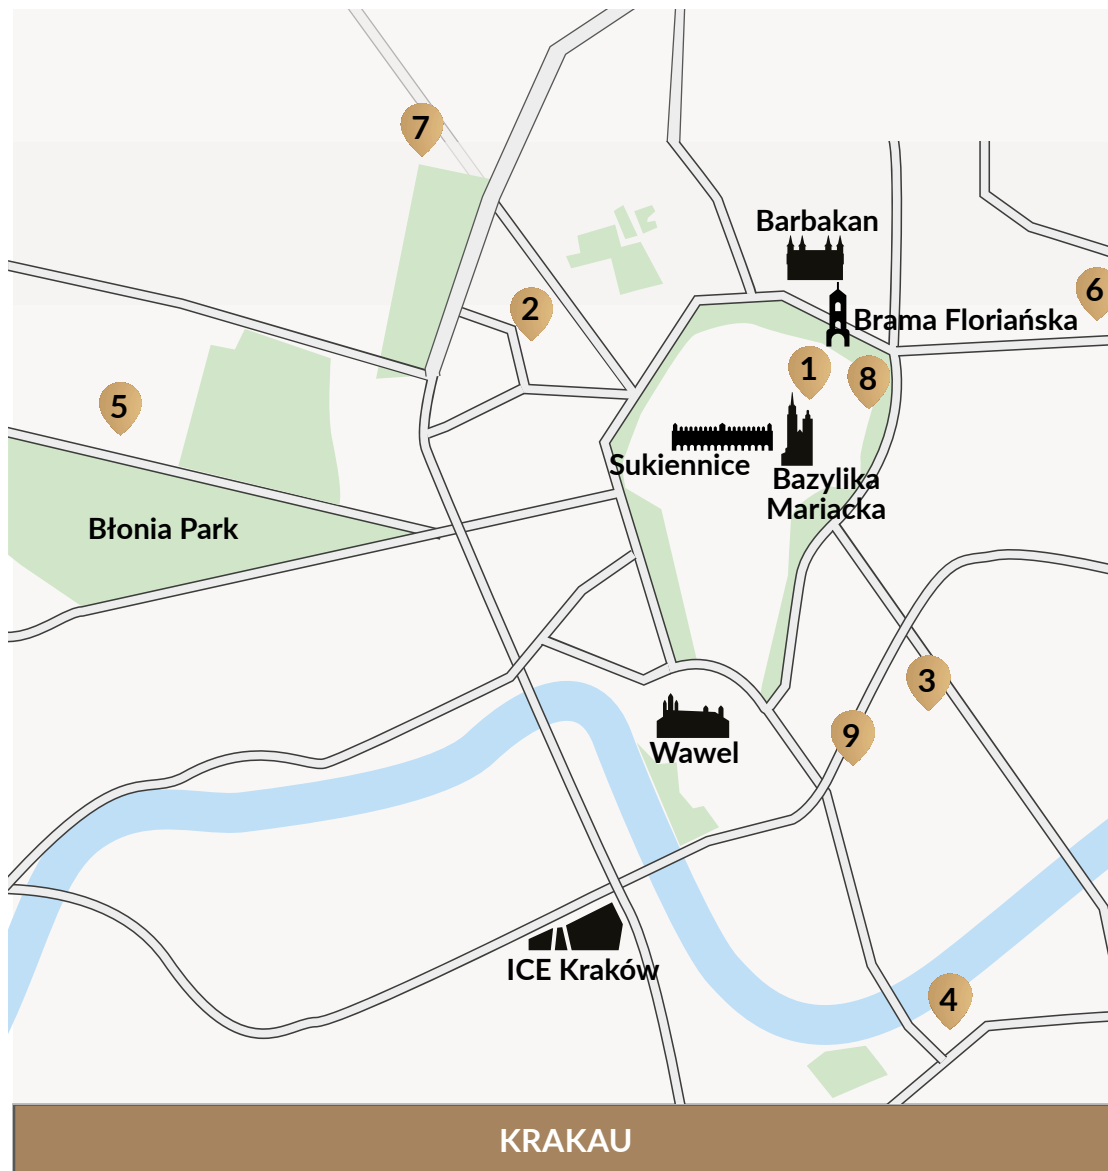 7
Barbakan
6
2
Brama Floriańska
1
8
5
Sukiennice
Bazylika
Mariacka
Błonia Park
3
9
Wawel
ICE Kraków
4
KRAKAU